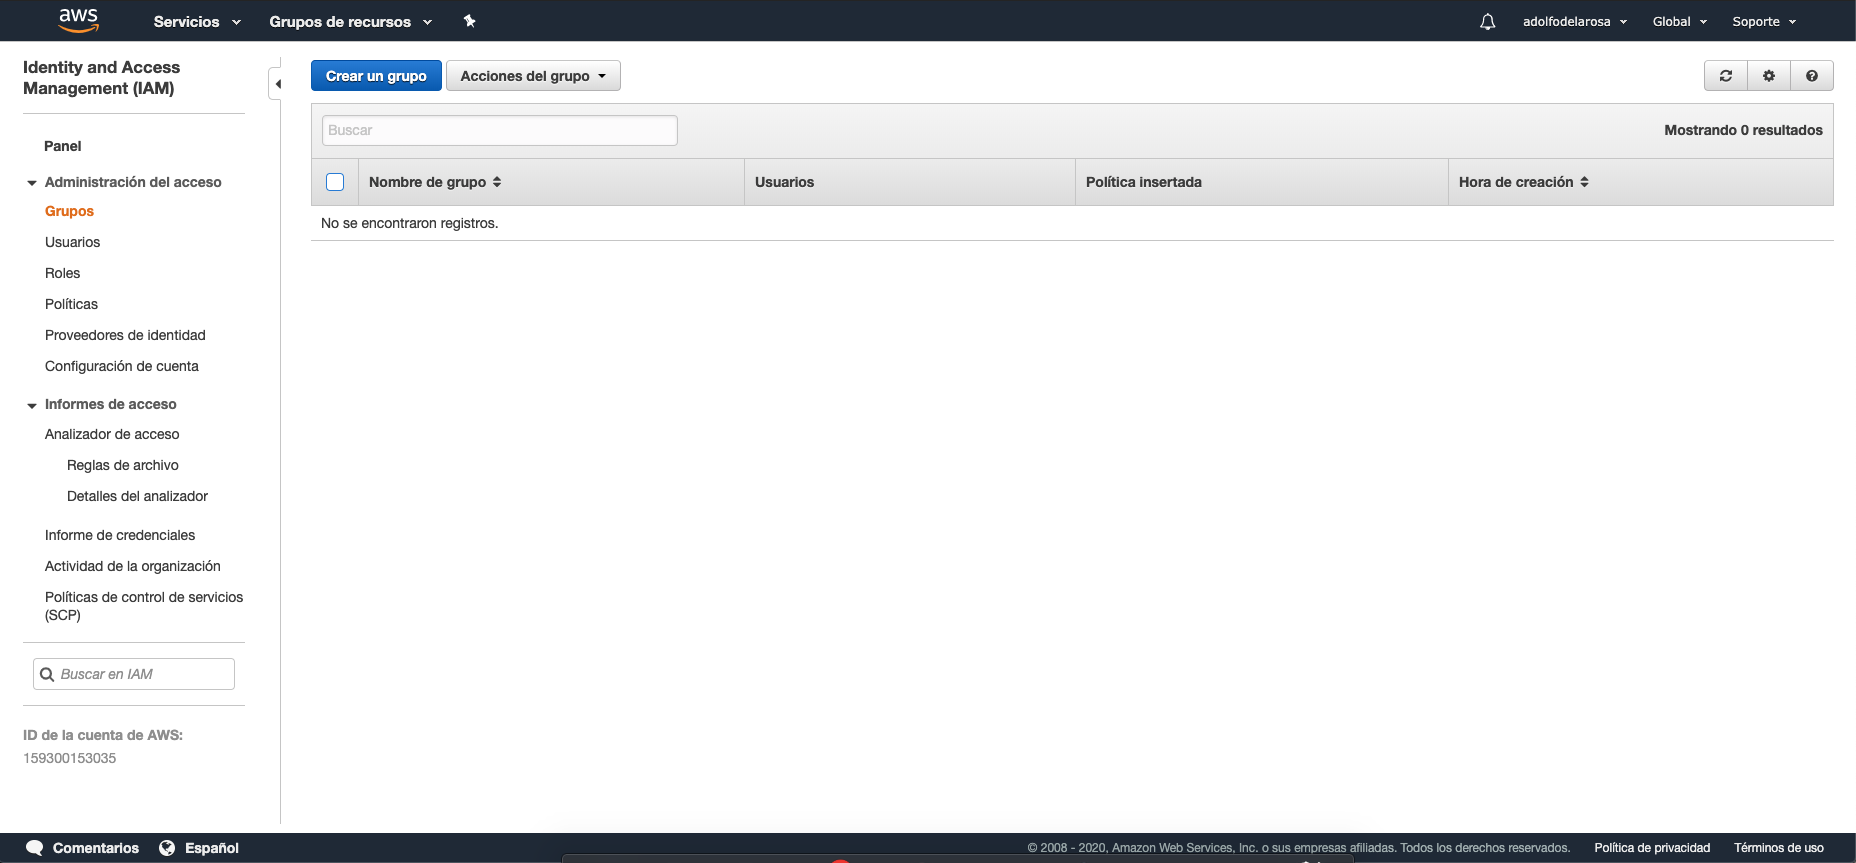 aws Servicios Grupos de recursos adolfodelarosa Global Soporte
Identity and Access
Management (IAM)
Panel
Administración del acceso
Grupos
Usuarios
Roles
Políticas
Proveedores de identidad
Configuración de cuenta
Informes de acceso
Analizador de acceso
Reglas de archivo
Detalles del analizador
Informe de credenciales
Actividad de la organización
Políticas de control de servicios
(SCP)
Buscar en IAM
ID de la cuenta de AWS:
159300153035
Crear un grupo Acciones del grupo
Buscar Mostrando 0 resultados
Nombre de grupo Usuarios Política insertada Hora de creación
No se encontraron registros.
Comentarios Español © 2008 - 2020, Amazon Web Services, Inc. o sus empresas afiliadas. Todos los derechos reservados. Política de privacidad Términos de uso